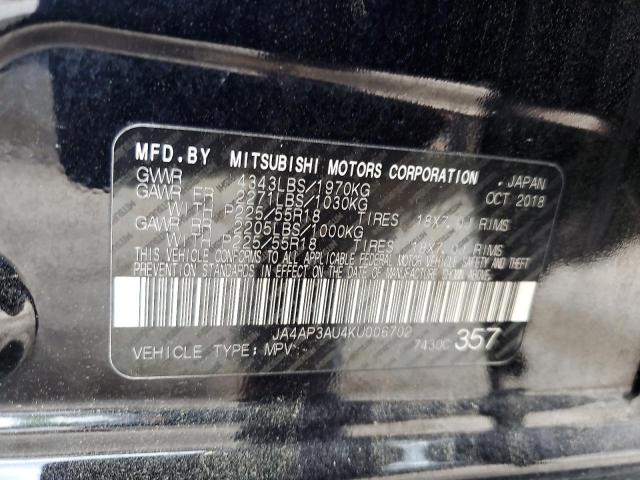 MFD.BY MITSUBISHI MOTORS CORPORATION , JAPAN
GVWR 4343LBS/1970KG OCT 2018
GAWR FR 2271LBS/1030KG
WITH P225/55R18 TIRES 18X7.0J RIMS
GAWR RR 2205LBS/1000KG
WITH P225/55R18 TIRES 18X7.0J RIMS
THIS VEHICLE CONFORMS TO ALL APPLICABLE FEDERAL MOTOR VEHICLE SAFETY AND THEFT
PREVENTION STANDARDS IN EFFECT ON THE DATE OF MANUFACTURE SHOWN ABOVE.
JA4AP3AU4KU006702
VEHICLE TYPE: MPV 7430C 357